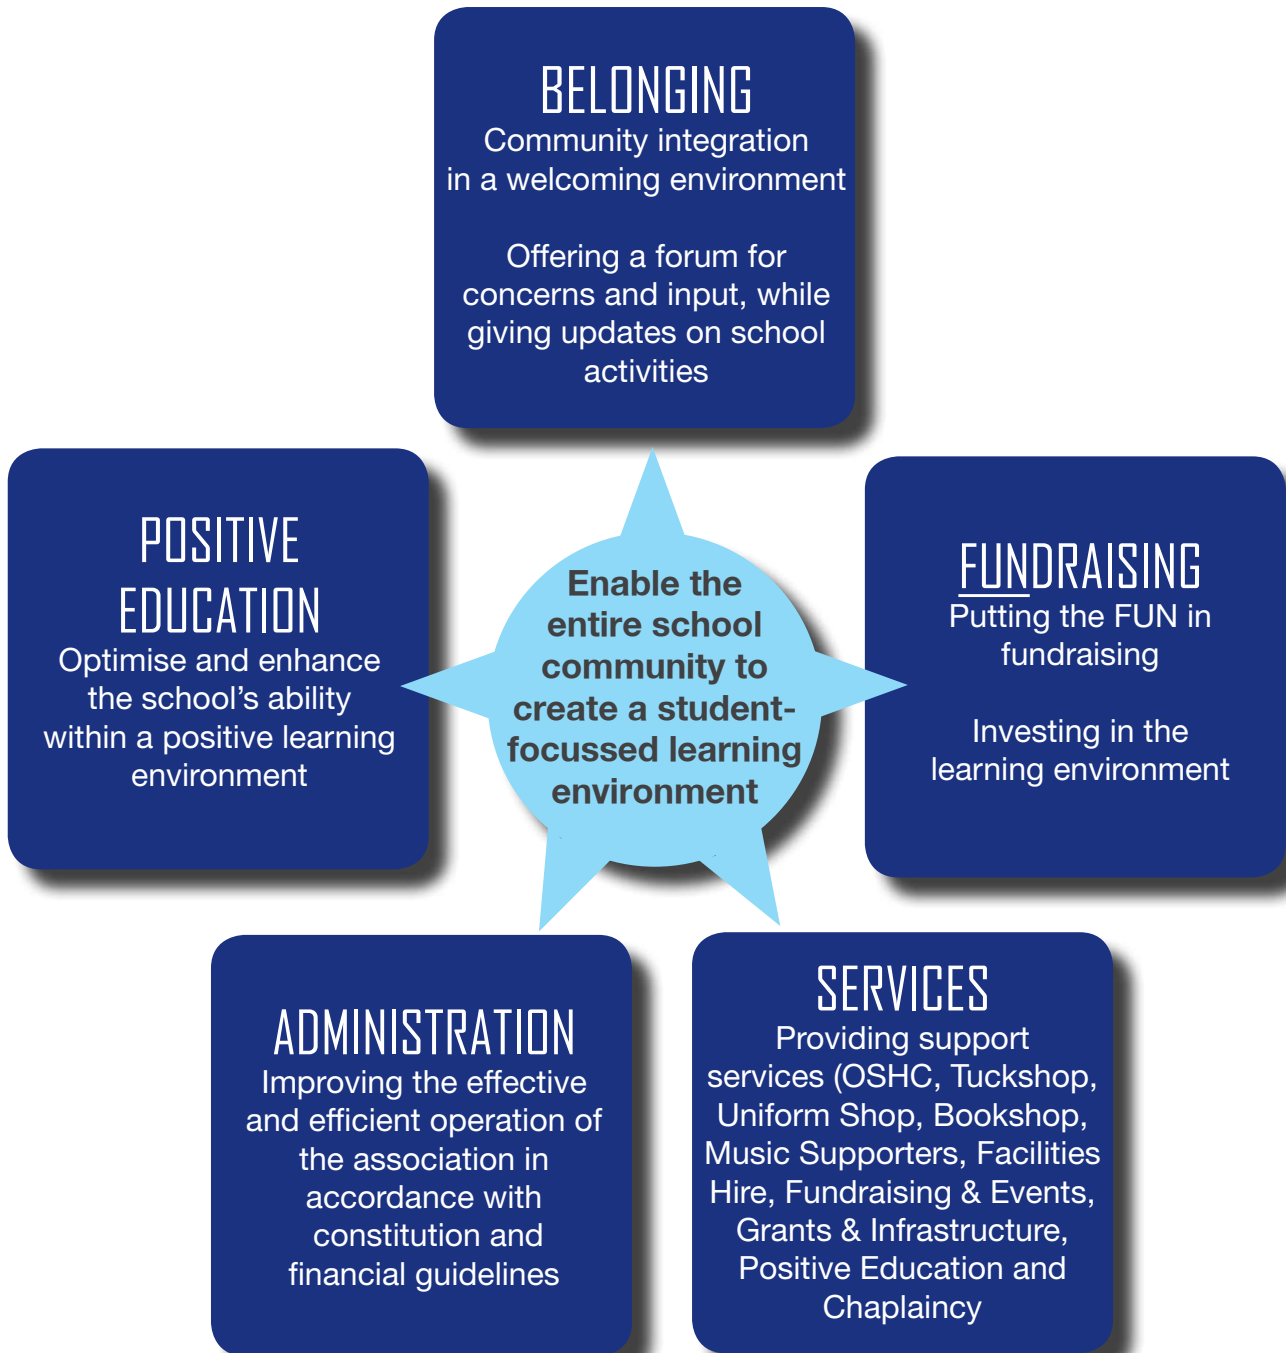 BELONGING
Community integration
in a welcoming environment
Offering a forum for
concerns and input, while
giving updates on school
activities
POSITIVE
EDUCATION
Optimise and enhance
the school’s ability
within a positive learning
environment
Enable the
entire school
community to
create a student-
focussed learning
environment
FUNDRAISING
Putting the FUN in
fundraising
Investing in the
learning environment
ADMINISTRATION
Improving the effective
and efficient operation of
the association in
accordance with
constitution and
financial guidelines
SERVICES
Providing support
services (OSHC, Tuckshop,
Uniform Shop, Bookshop,
Music Supporters, Facilities
Hire, Fundraising & Events,
Grants & Infrastructure,
Positive Education and
Chaplaincy